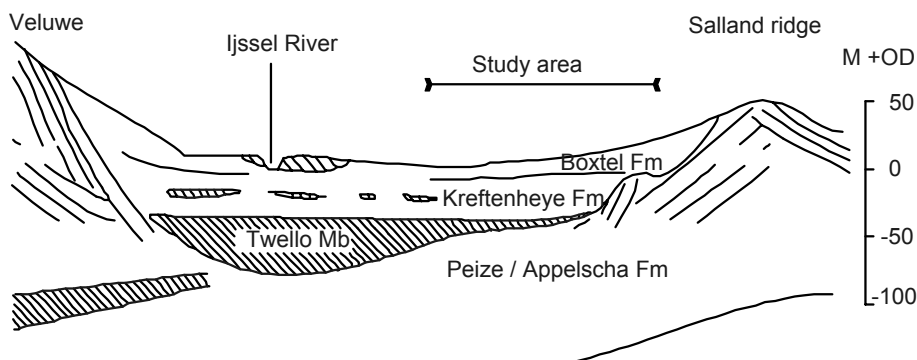 Veluwe
Salland ridge
Ijssel River
M +OD
Study area
50
Boxtel Fm
0
Kreftenheye Fm
Twello Mb
-50
Peize / Appelscha Fm
-100